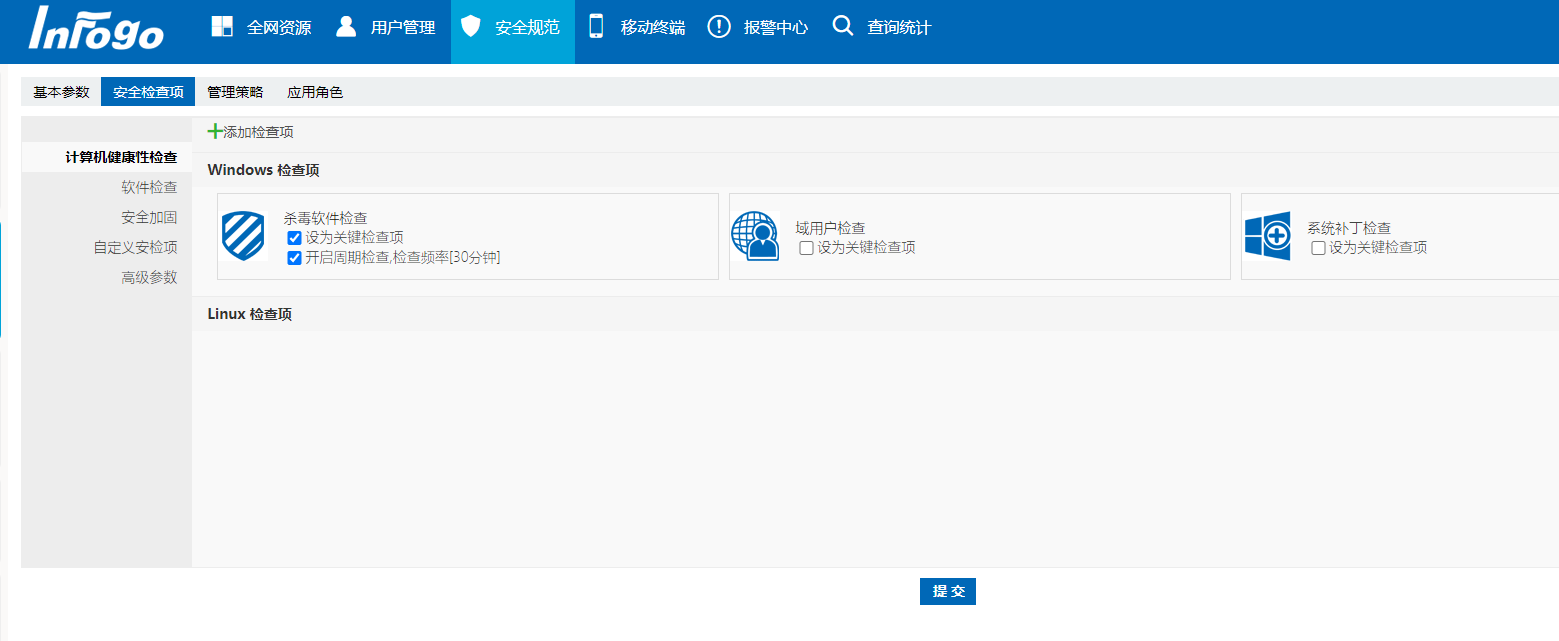 InFogo
全网资源 用户管理 安全规范 移动终端 报警中心 查询统计
基本参数 安全检查项 管理策略 应用角色
添加检查项
计算机健康性检查
软件检查
安全加固
自定义安检项
高级参数
Windows 检查项
杀毒软件检查
设为关键检查项
开启周期检查,检查频率[30分钟]
域用户检查
设为关键检查项
系统补丁检查
设为关键检查项
Linux 检查项
提 交